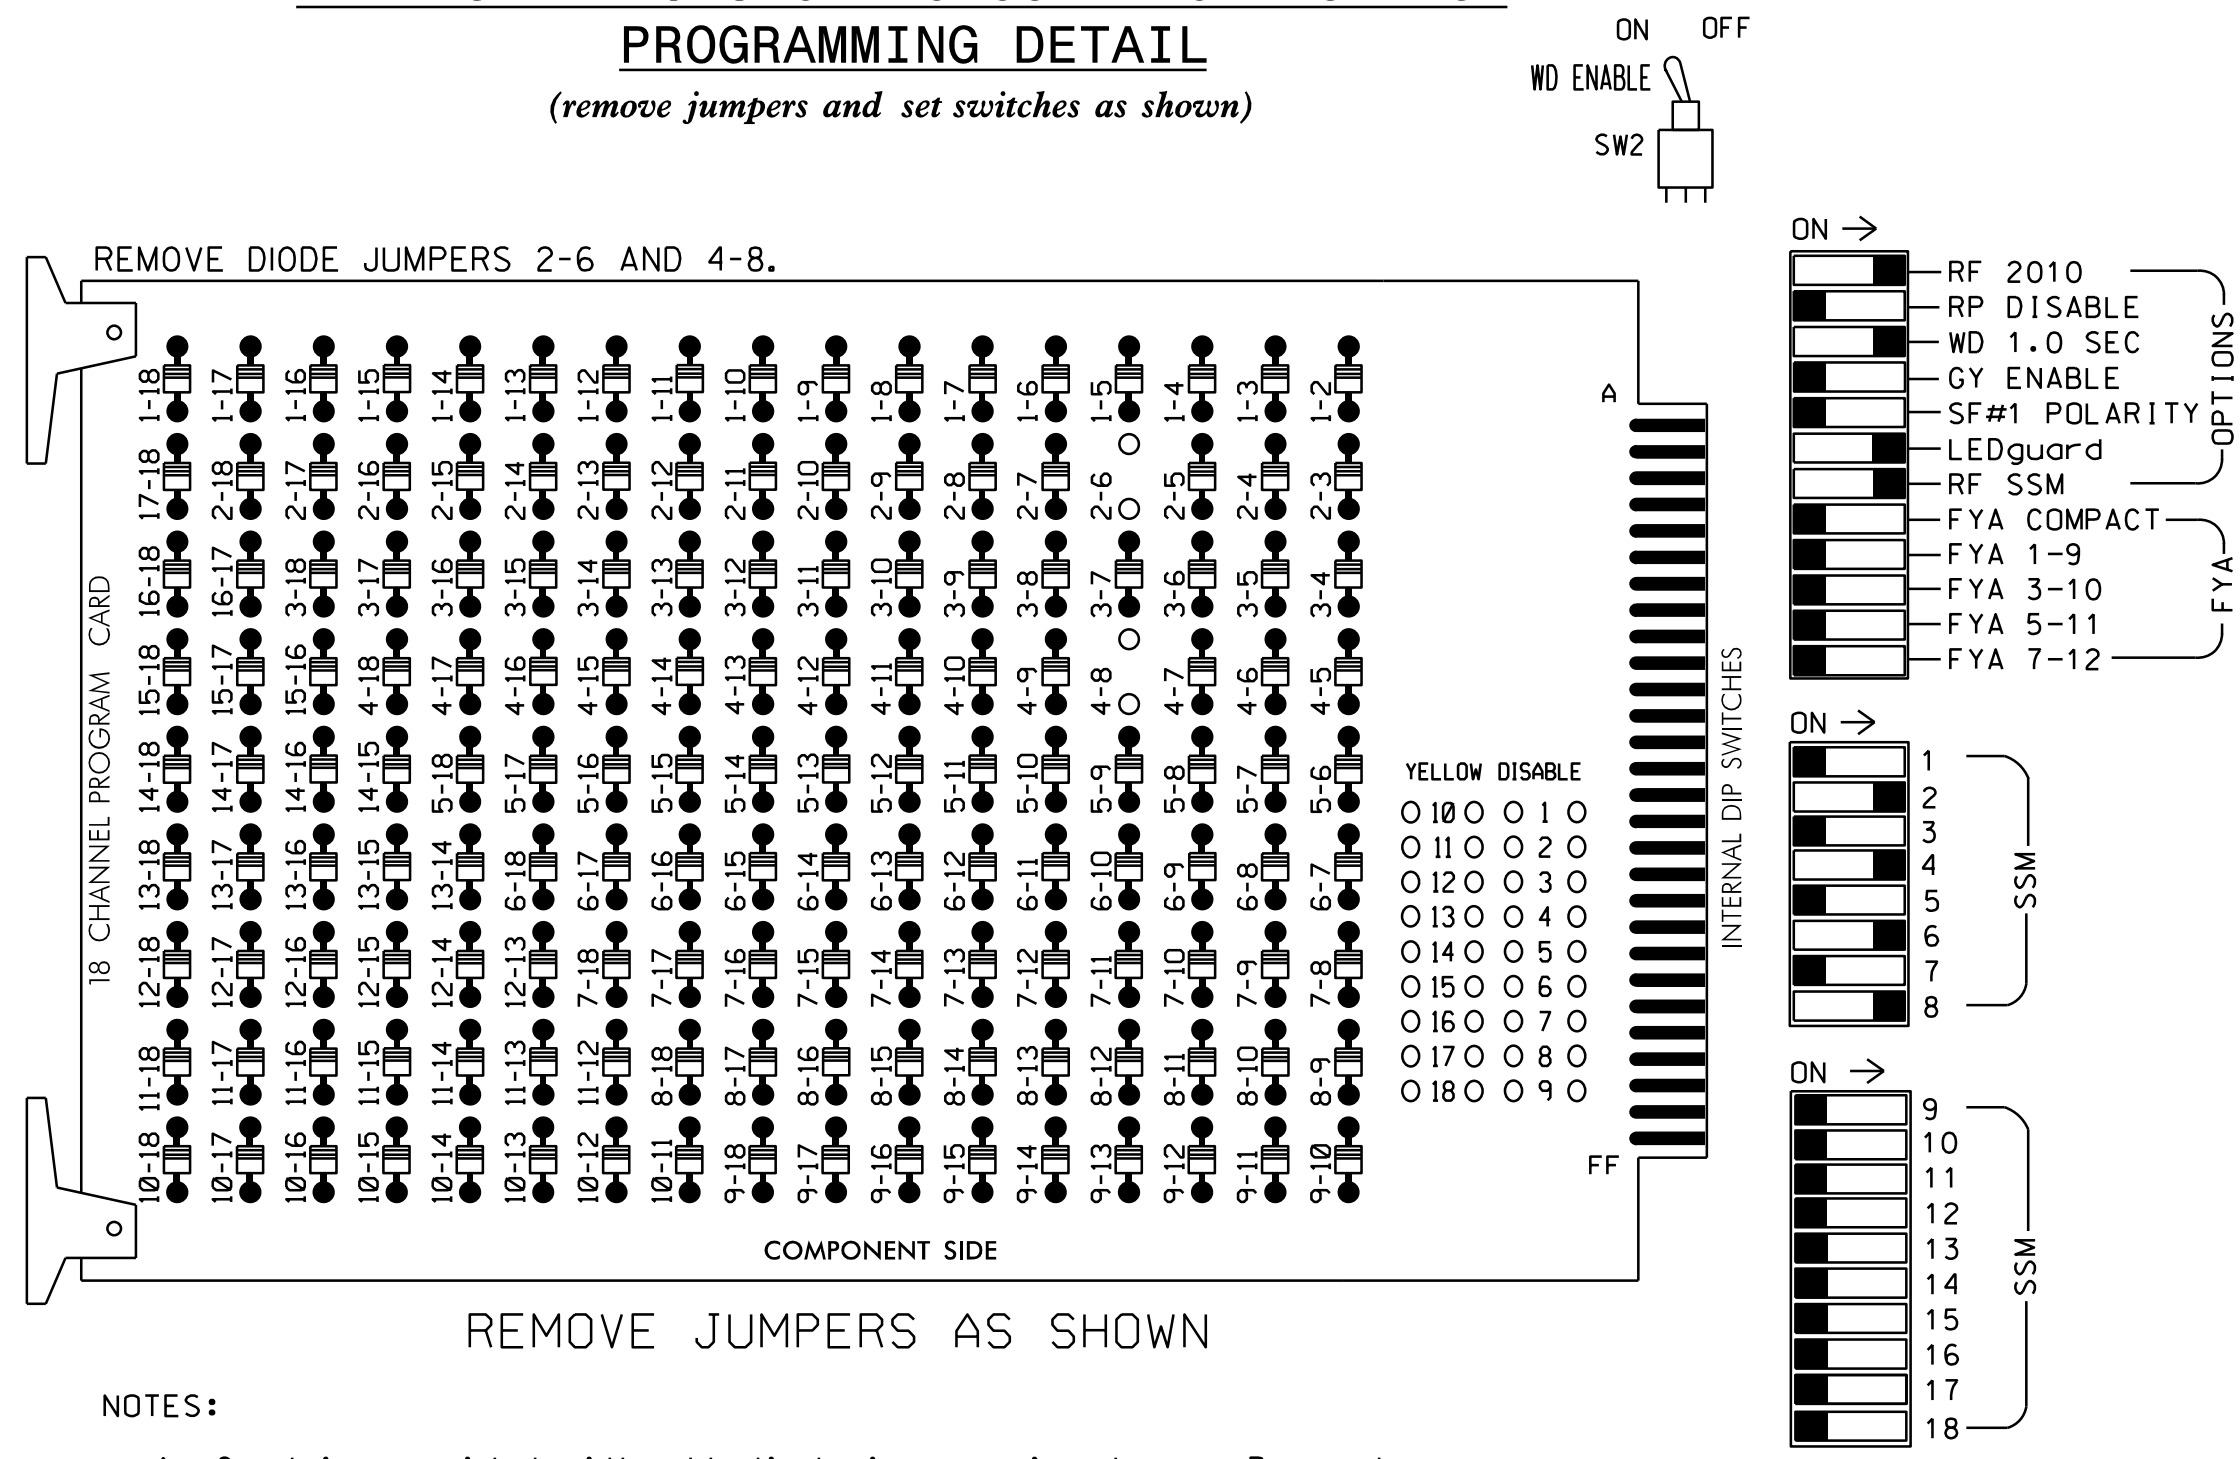 PROGRAMMING DETAIL
(remove jumpers and set switches as shown)
ON OFF
WD ENABLE
SW2
REMOVE DIODE JUMPERS 2-6 AND 4-8.
1-18 1-17 1-16 1-15 1-14 1-13 1-12 1-11 1-10 1-9 1-8 1-7 1-6 1-5 1-4 1-3 1-2
17-18 2-18 2-17 2-16 2-15 2-14 2-13 2-12 2-11 2-10 2-9 2-8 2-7 2-6 2-5 2-4 2-3
16-18 16-17 3-18 3-17 3-16 3-15 3-14 3-13 3-12 3-11 3-10 3-9 3-8 3-7 3-6 3-5 3-4
15-18 15-17 15-16 4-18 4-17 4-16 4-15 4-14 4-13 4-12 4-11 4-10 4-9 4-8 4-7 4-6 4-5
14-18 14-17 14-16 14-15 5-18 5-17 5-16 5-15 5-14 5-13 5-12 5-11 5-10 5-9 5-8 5-7 5-6
13-18 13-17 13-16 13-15 13-14 6-18 6-17 6-16 6-15 6-14 6-13 6-12 6-11 6-10 6-9 6-8 6-7
12-18 12-17 12-16 12-15 12-14 12-13 7-18 7-17 7-16 7-15 7-14 7-13 7-12 7-11 7-10 7-9 7-8
11-18 11-17 11-16 11-15 11-14 11-13 11-12 8-18 8-17 8-16 8-15 8-14 8-13 8-12 8-11 8-10 8-9
10-18 10-17 10-16 10-15 10-14 10-13 10-12 10-11 9-18 9-17 9-16 9-15 9-14 9-13 9-12 9-11 9-10
18 CHANNEL PROGRAM CARD
A
YELLOW DISABLE
10 1
11 2
12 3
13 4
14 5
15 6
16 7
17 8
18 9
FF
COMPONENT SIDE
INTERNAL DIP SWITCHES
ON
RF 2010
RP DISABLE
WD 1.0 SEC
GY ENABLE
SF#1 POLARITY
LEDguard
RF SSM
OPTIONS
FYA COMPACT
FYA 1-9
FYA 3-10
FYA 5-11
FYA 7-12
FYA
ON
1
2
3
4
5
6
7
8
SSM
ON
9
10
11
12
13
14
15
16
17
18
SSM
REMOVE JUMPERS AS SHOWN
NOTES: